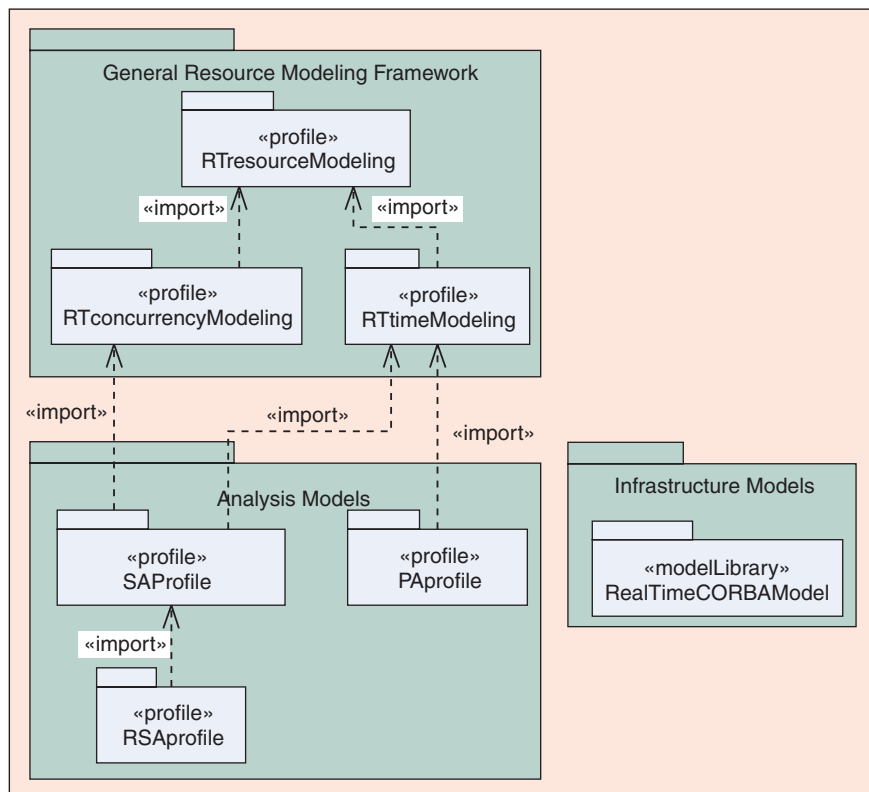 General Resource Modeling Framework
«profile»
RTresourceModeling
«import»
«import»
«profile»
RTconcurrencyModeling
«profile»
RTtimeModeling
«import»
«import»
«import»
Analysis Models
«profile»
SAProfile
«profile»
PAprofile
«import»
«profile»
RSAprofile
Infrastructure Models
«modelLibrary»
RealTimeCORBAModel